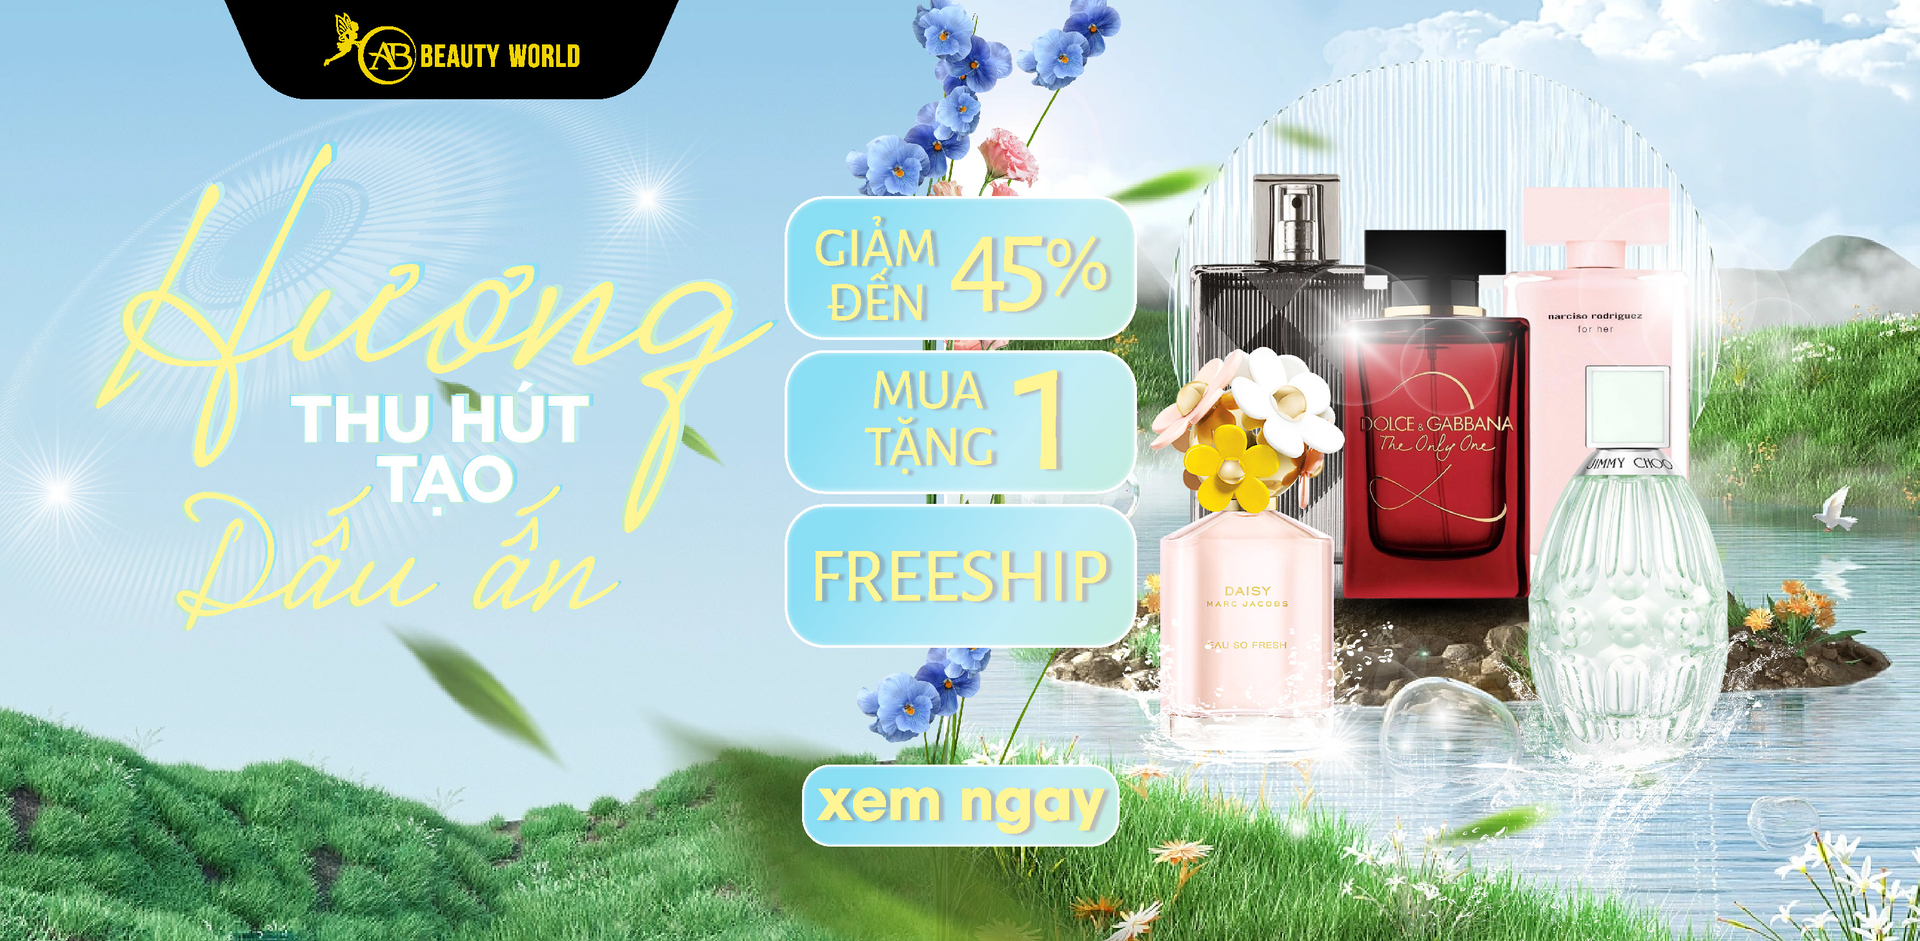 AB BEAUTY WORLD
Hương
THU HÚT
TẠO
Dấu ấn
GIẢM
ĐẾN 45%
MUA
TẶNG 1
FREESHIP
xem ngay
narciso rodriguez
for her
DOLCE & GABBANA
The Only One
JIMMY CHOO
DAISY
MARC JACOBS
EAU SO FRESH